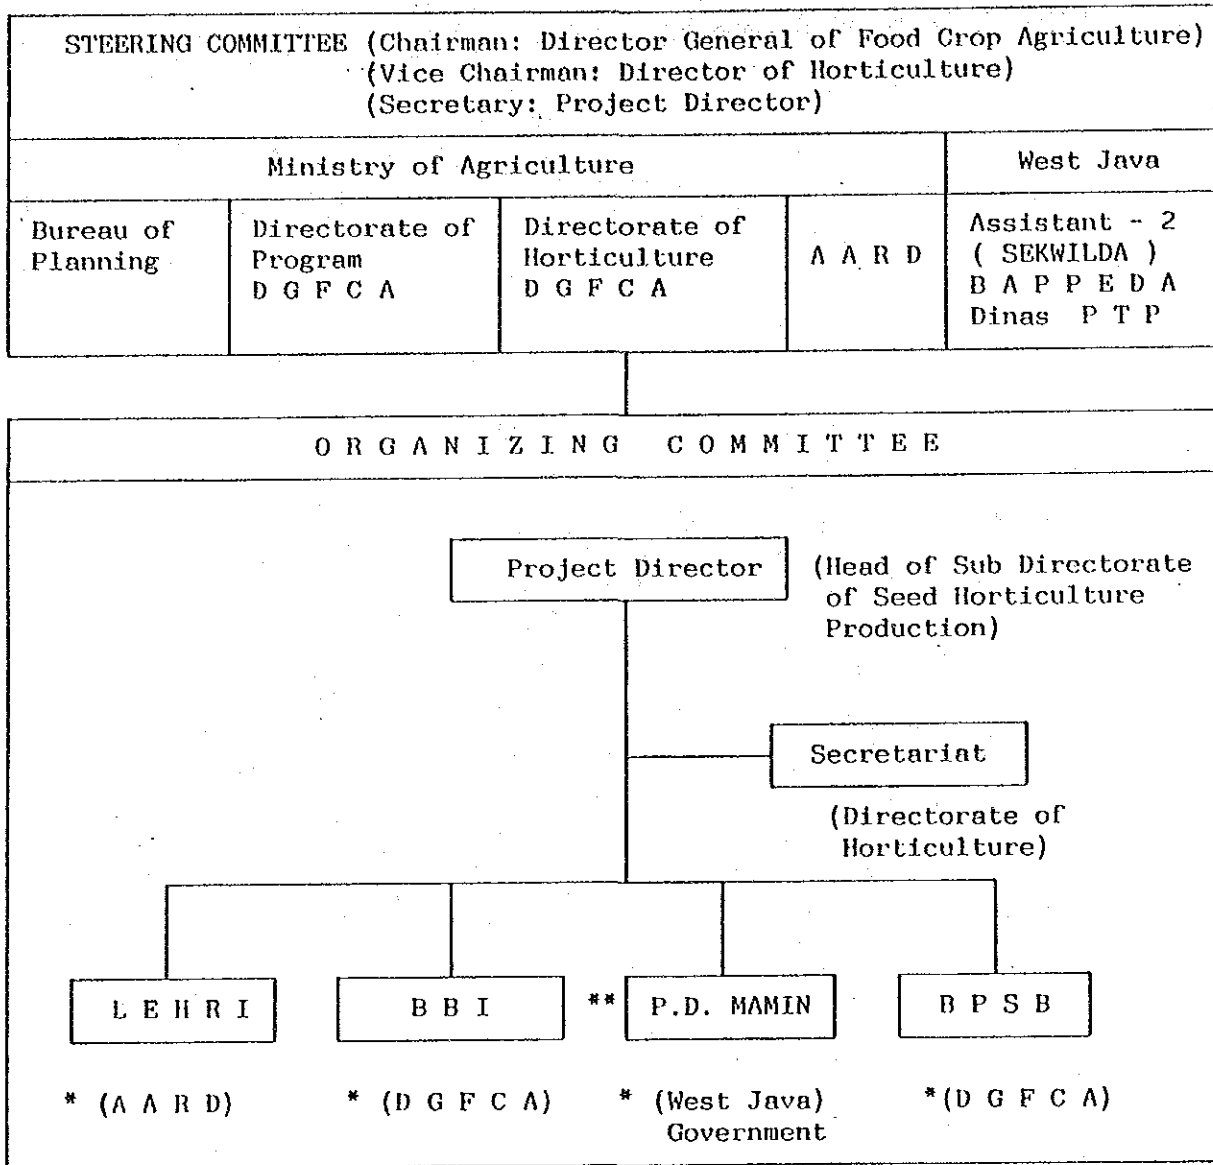 STEERING COMMITTEE (Chairman: Director General of Food Crop Agriculture)
(Vice Chairman: Director of Horticulture)
(Secretary: Project Director)
Ministry of Agriculture
West Java
Bureau of
Planning
Directorate of
Program
D G F C A
Directorate of
Horticulture
D G F C A
A A R D
Assistant - 2
( SEKWILDA )
B A P P E D A
Dinas P T P
O R G A N I Z I N G C O M M I T T E E
Project Director
(Head of Sub Directorate
of Seed Horticulture
Production)
Secretariat
(Directorate of
Horticulture)
L E H R I
B B I
** P.D. MAMIN
B P S B
* (A A R D)
* (D G F C A)
* (West Java)
Government
*(D G F C A)